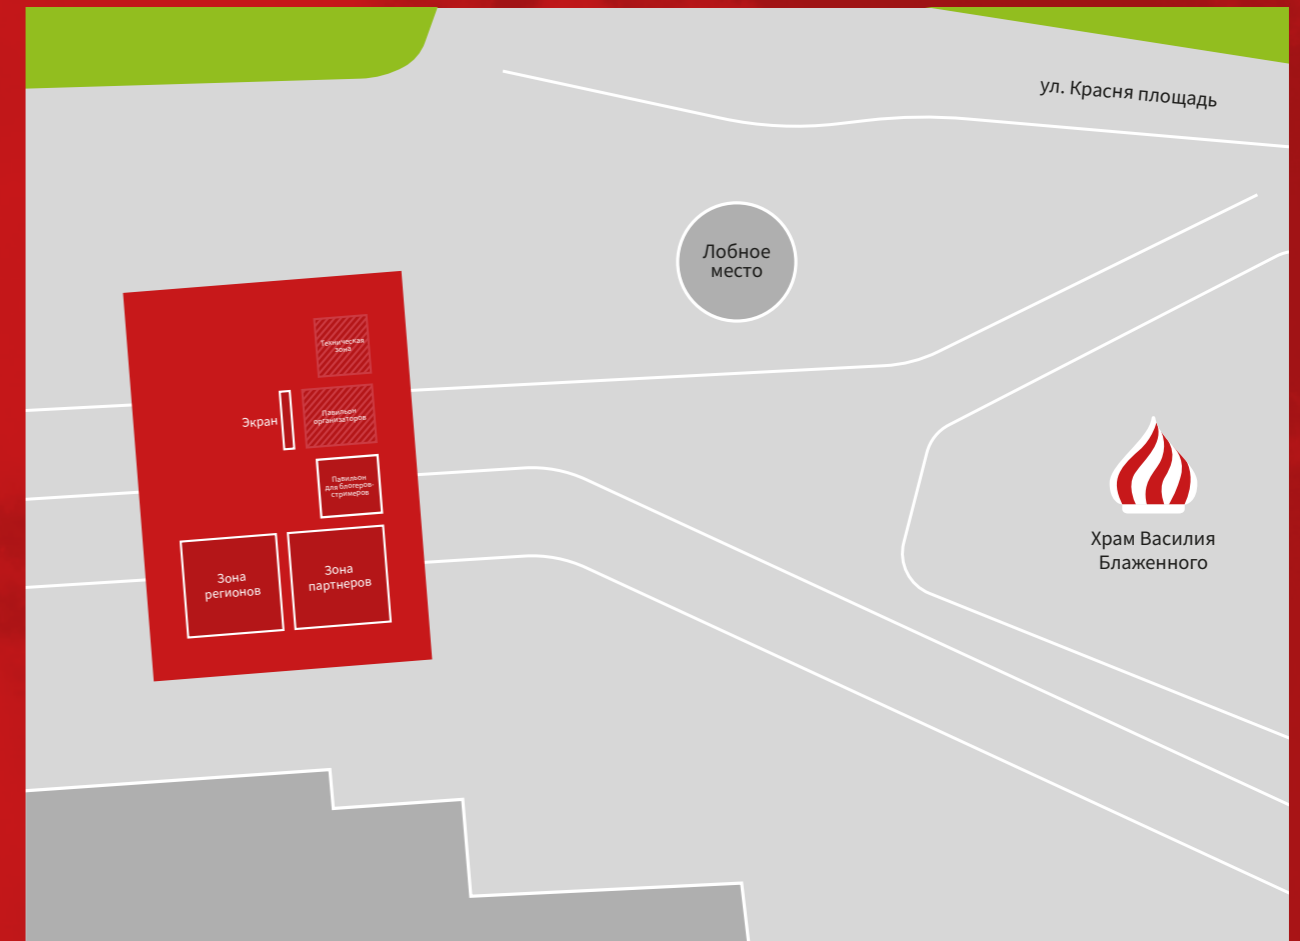 ул. Красня площадь
Лобное
место
Техническая
зона
Экран
Павильон
организаторов
Павильон
для блогеров-
стримеров
Зона
регионов
Зона
партнеров
Храм Василия
Блаженного